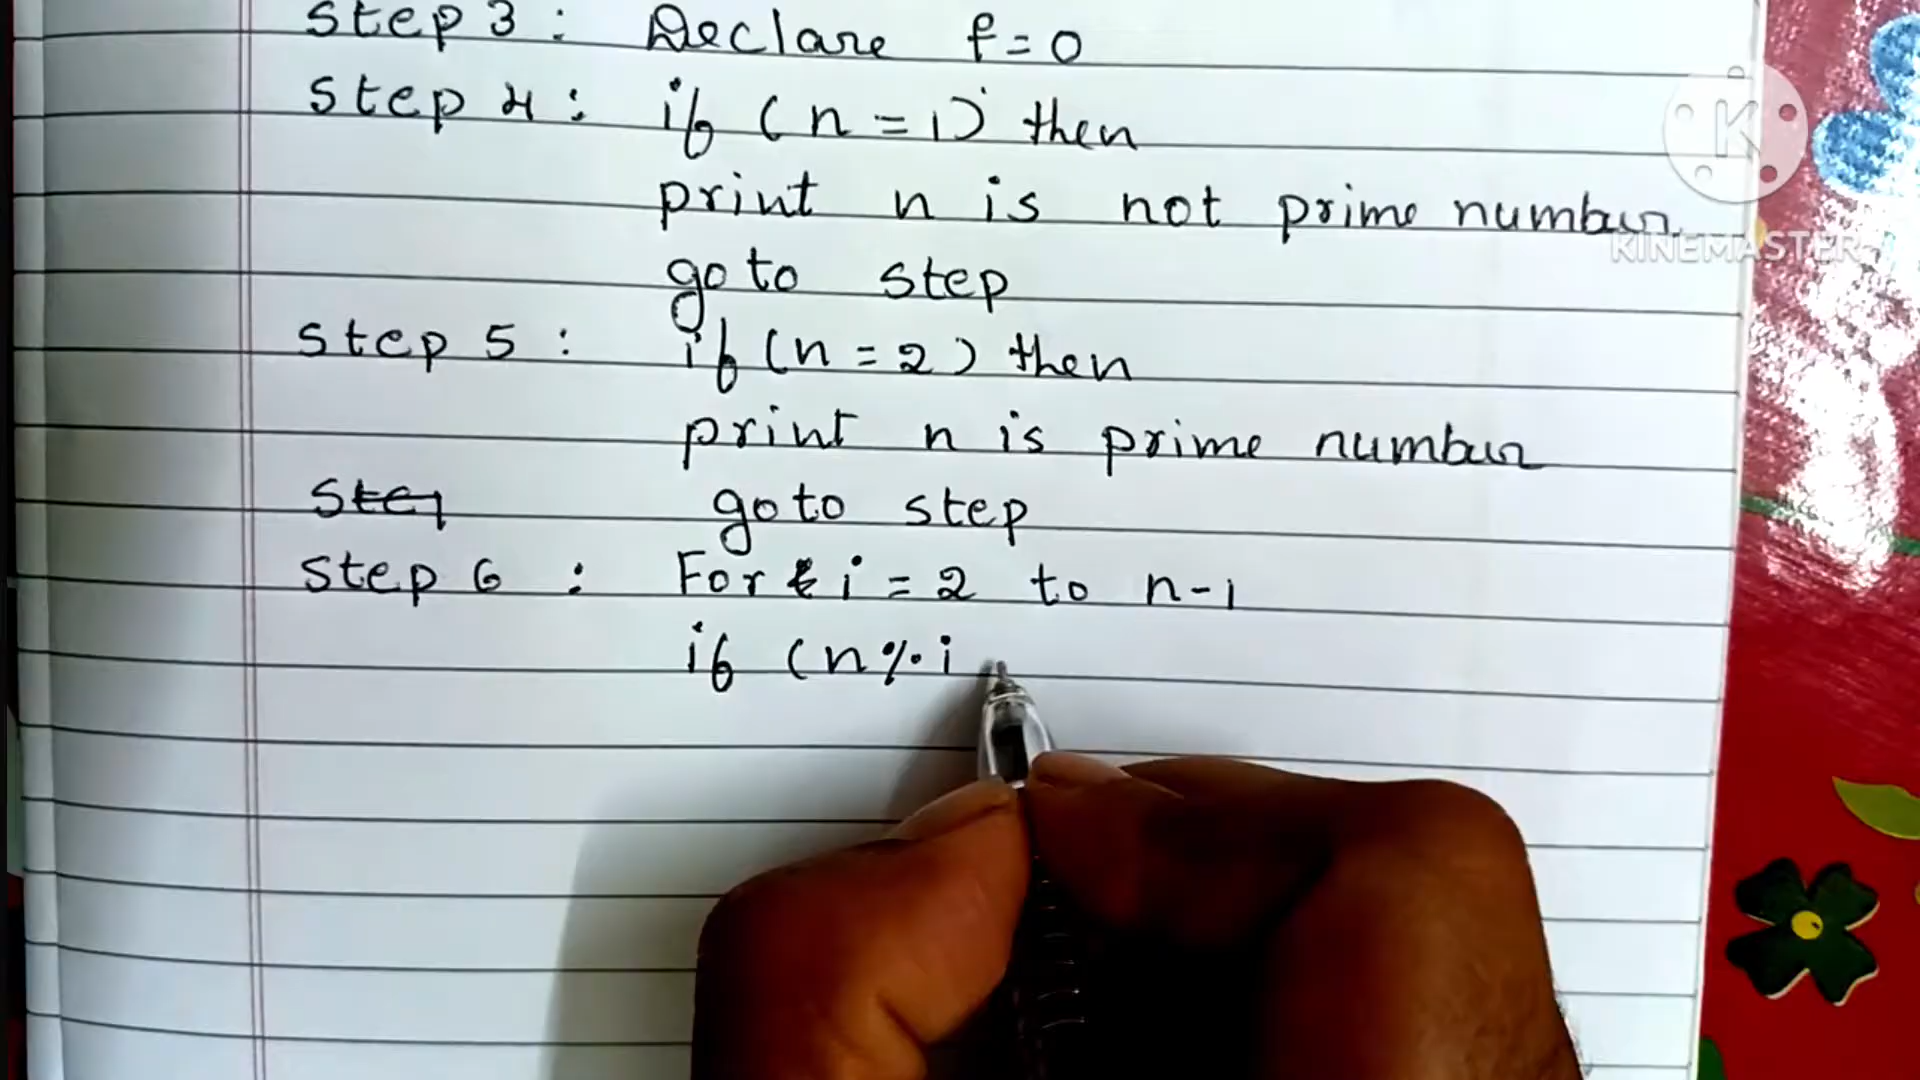 Step 3 : Declare f = 0
Step 4 : if ( n = 1) then
print n is not prime number
goto step
Step 5 : if (n = 2) then
print n is prime number
goto step
Step 6 : For i = 2 to n-1
if (n % i
KINEMASTER